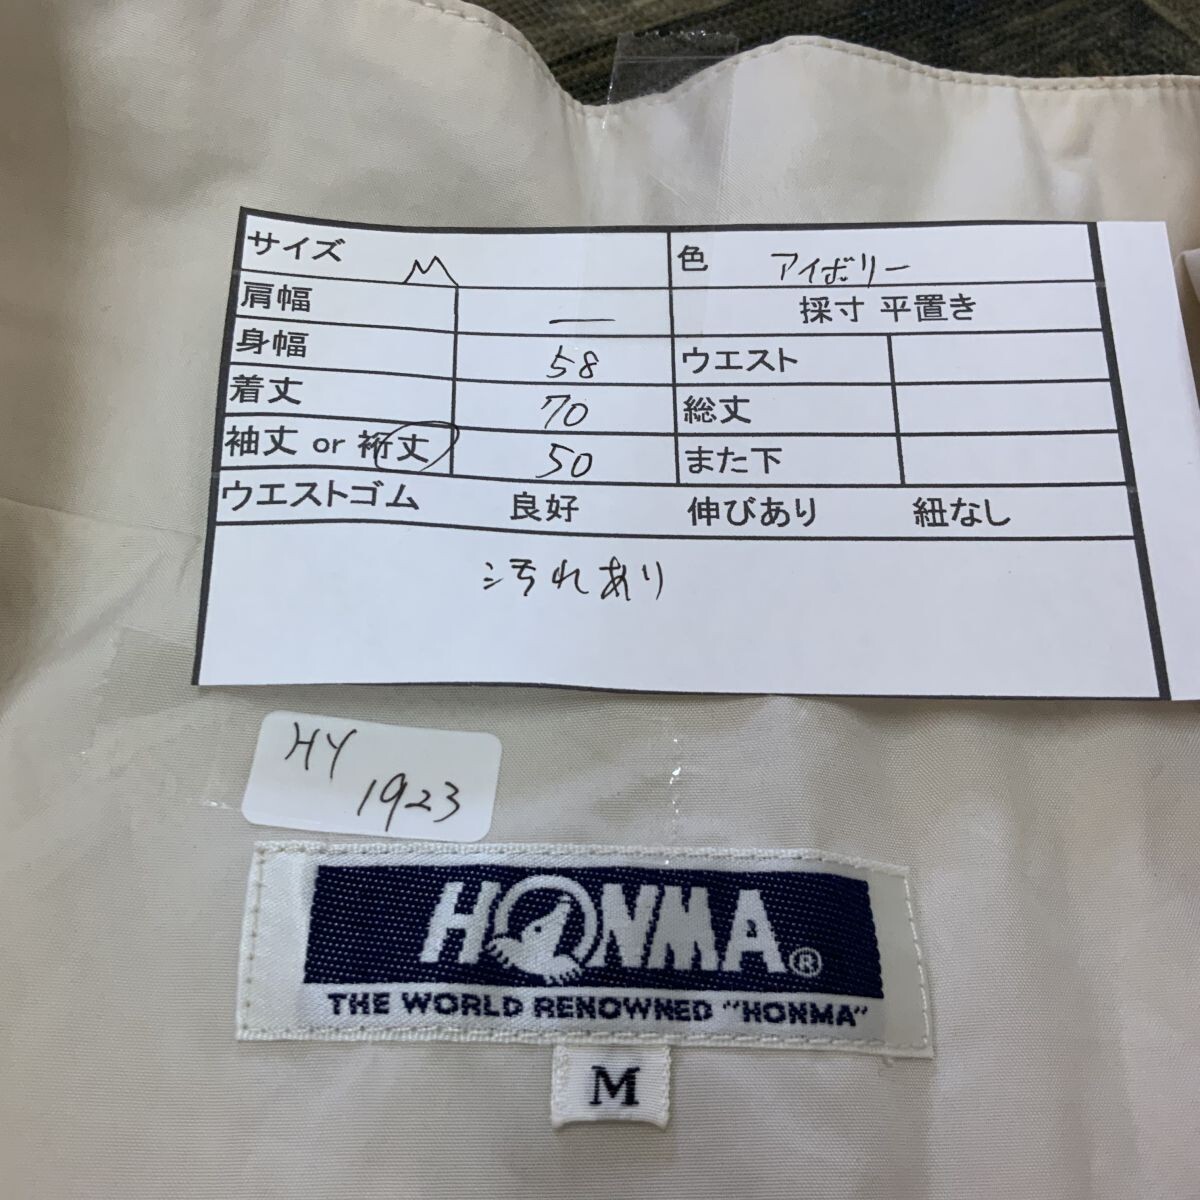 サイズ M 色 アイボリー
肩幅 — 採寸 平置き
身幅 58 ウエスト
着丈 70 総丈
袖丈 or 裄丈 50 また下
ウエストゴム 良好 伸びあり 紐なし
汚れあり
HY
1923
HONMA®
THE WORLD RENOWNED "HONMA"
M